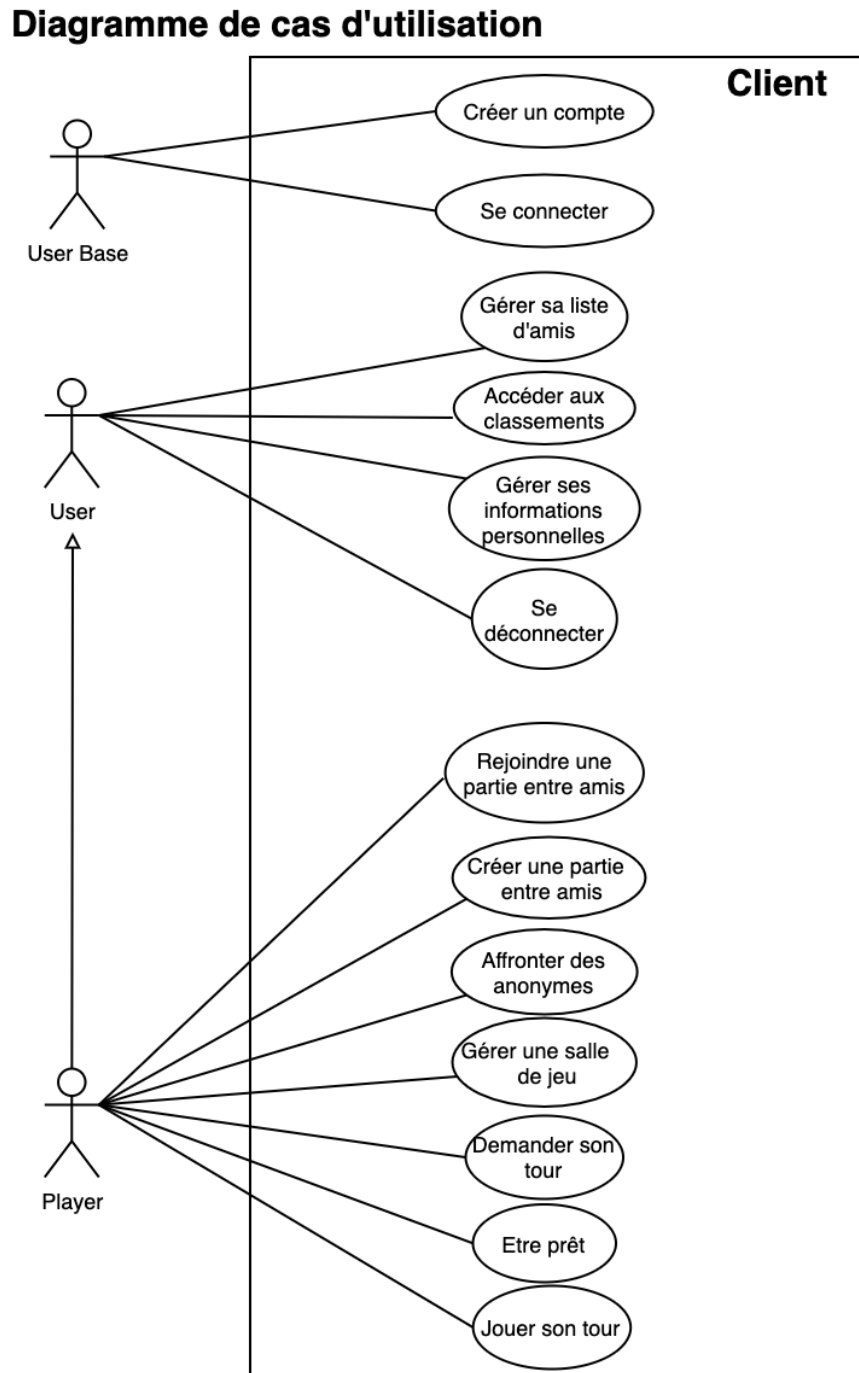 Diagramme de cas d'utilisation
Client
Créer un compte
Se connecter
User Base
Gérer sa liste
d'amis
Accéder aux
classements
Gérer ses
informations
personnelles
User
Se
déconnecter
Rejoindre une
partie entre amis
Créer une partie
entre amis
Affronter des
anonymes
Gérer une salle
de jeu
Demander son
tour
Player
Etre prêt
Jouer son tour